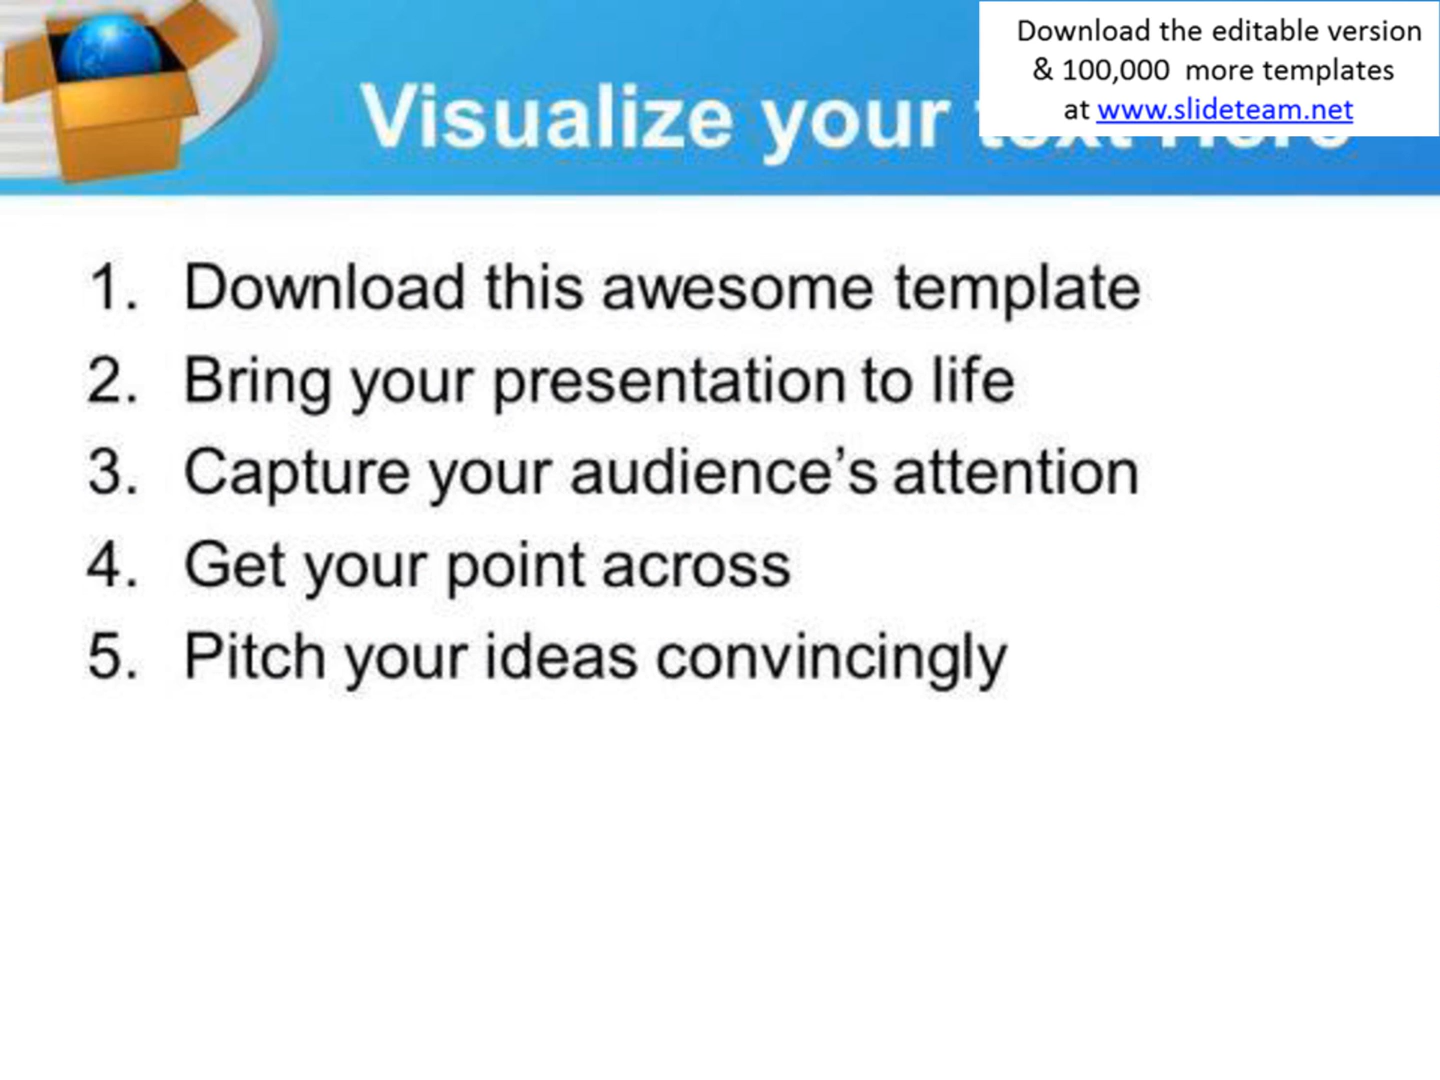 Download the editable version
& 100,000 more templates
at www.slideteam.net
Visualize your text Here
1. Download this awesome template
2. Bring your presentation to life
3. Capture your audience’s attention
4. Get your point across
5. Pitch your ideas convincingly